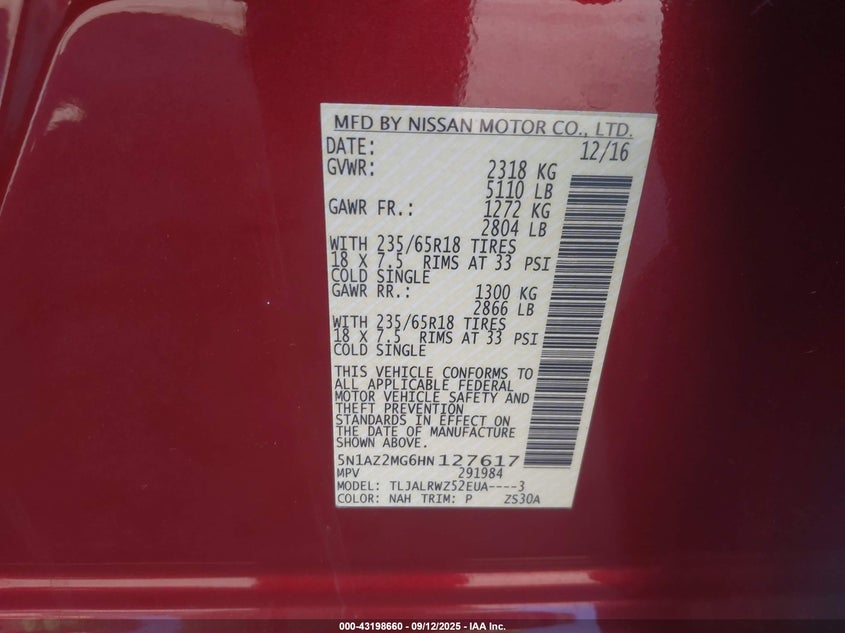 MFD BY NISSAN MOTOR CO., LTD.
DATE: 12/16
GVWR: 2318 KG
5110 LB
GAWR FR.: 1272 KG
2804 LB
WITH 235/65R18 TIRES
18 X 7.5 RIMS AT 33 PSI
COLD SINGLE
GAWR RR.: 1300 KG
2866 LB
WITH 235/65R18 TIRES
18 X 7.5 RIMS AT 33 PSI
COLD SINGLE
THIS VEHICLE CONFORMS TO
ALL APPLICABLE FEDERAL
MOTOR VEHICLE SAFETY AND
THEFT PREVENTION
STANDARDS IN EFFECT ON
THE DATE OF MANUFACTURE
SHOWN ABOVE.
5N1AZ2MG6HN127617
MPV 291984
MODEL: TLJALRWZ52EUA----3
COLOR: NAH TRIM: P ZS30A
000-43198660 - 09/12/2025 - IAA Inc.